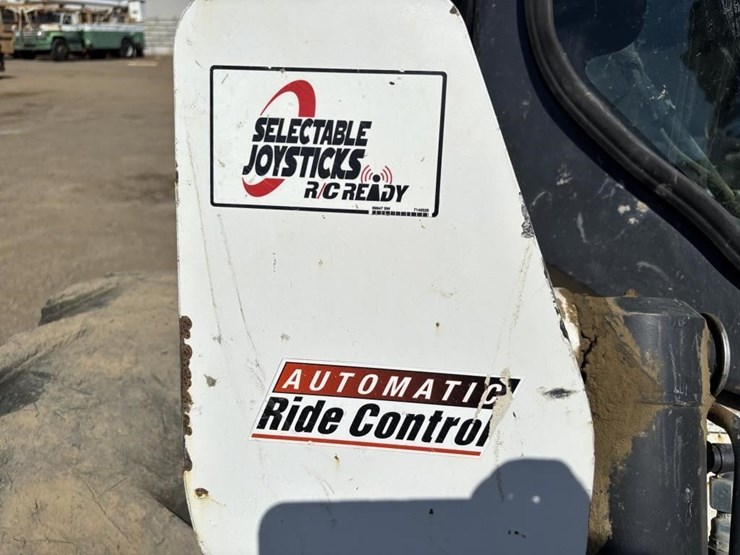 SELECTABLE
JOYSTICKS
R/C READY
AUTOMATIC
Ride Control